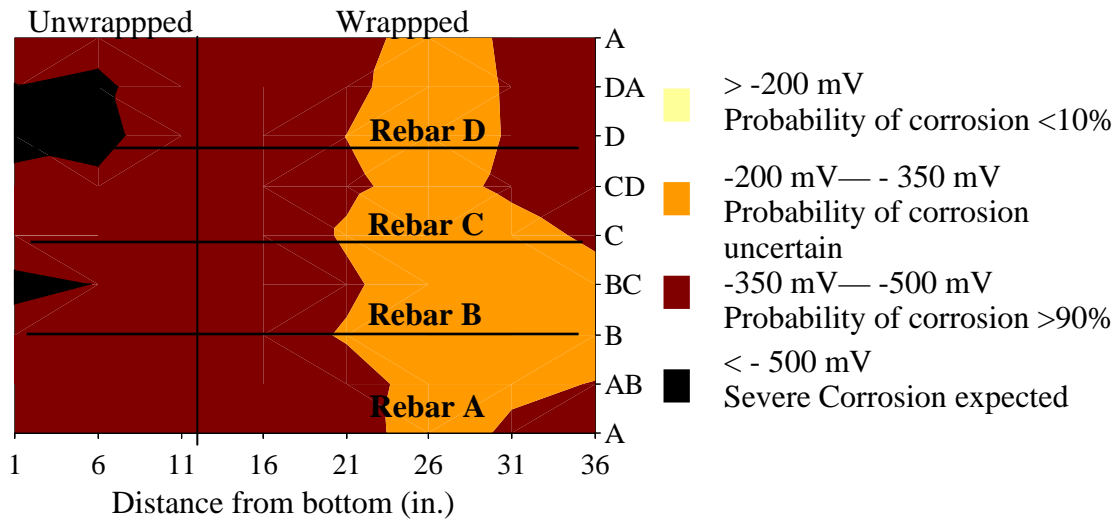 Unwrappped
Wrappped
A
DA
D
CD
C
BC
B
AB
A
Rebar D
Rebar C
Rebar B
Rebar A
1 6 11 16 21 26 31 36
Distance from bottom (in.)
> -200 mV
Probability of corrosion <10%
-200 mV— - 350 mV
Probability of corrosion
uncertain
-350 mV— -500 mV
Probability of corrosion >90%
< - 500 mV
Severe Corrosion expected